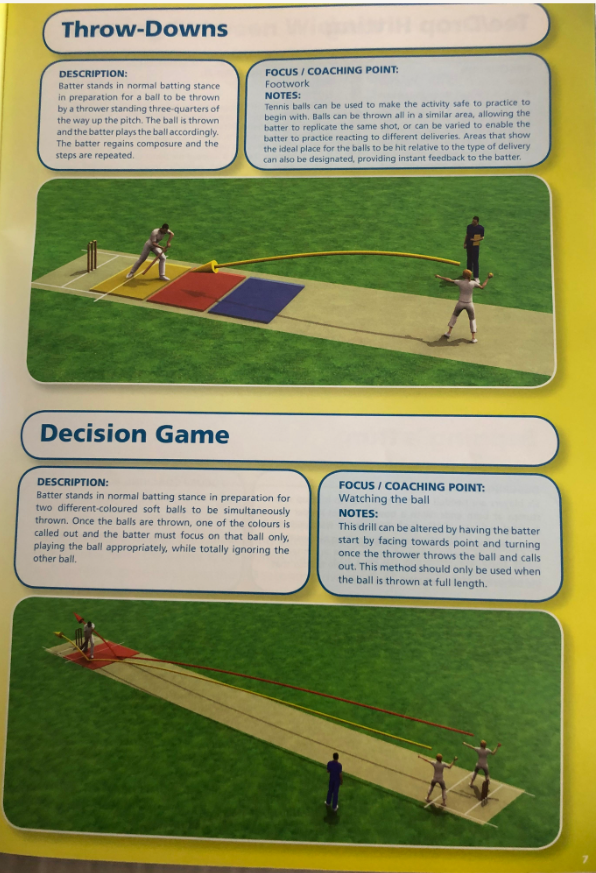 Throw-Downs
DESCRIPTION:
Batter stands in normal batting stance
in preparation for a ball to be thrown
by a thrower standing three-quarters of
the way up the pitch. The ball is thrown
and the batter plays the ball accordingly.
The batter regains composure and the
steps are repeated.
FOCUS / COACHING POINT:
Footwork
NOTES:
Tennis balls can be used to make the activity safe to practice to
begin with. Balls can be thrown all in a similar area, allowing the
batter to replicate the same shot, or can be varied to enable the
batter to practice reacting to different deliveries. Areas that show
the ideal place for the balls to be hit relative to the type of delivery
can also be designated, providing instant feedback to the batter.
Decision Game
DESCRIPTION:
Batter stands in normal batting stance in preparation for
two different-coloured soft balls to be simultaneously
thrown. Once the balls are thrown, one of the colours is
called out and the batter must focus on that ball only,
playing the ball appropriately, while totally ignoring the
other ball.
FOCUS / COACHING POINT:
Watching the ball
NOTES:
This drill can be altered by having the batter
start by facing towards point and turning
once the thrower throws the ball and calls
out. This method should only be used when
the ball is thrown at full length.
7